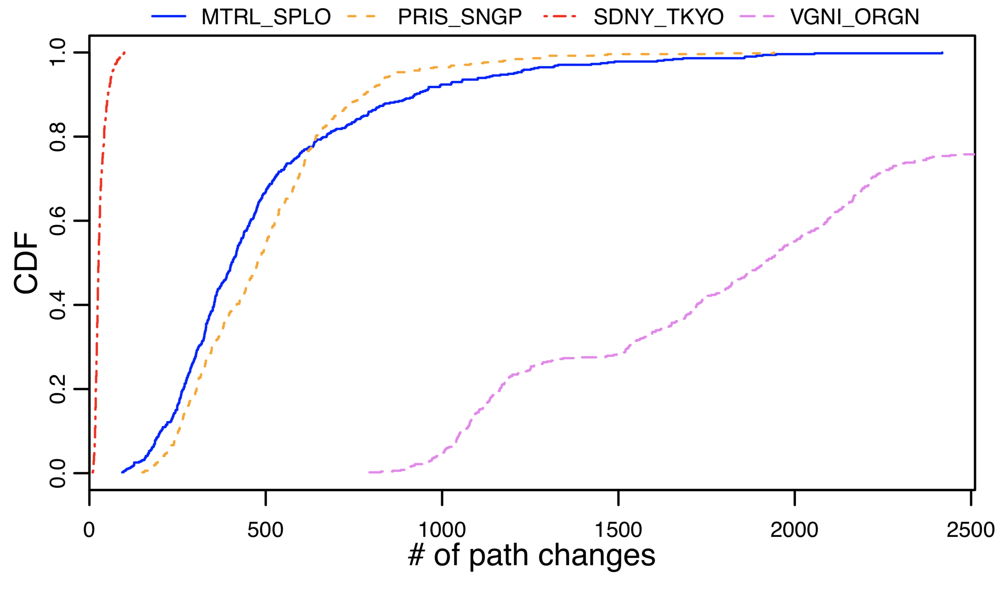 MTRL_SPLO PRIS_SNGP SDNY_TKYO VGNI_ORGN
1.0
0.8
0.6
0.4
0.2
0.0
CDF
0 500 1000 1500 2000 2500
# of path changes